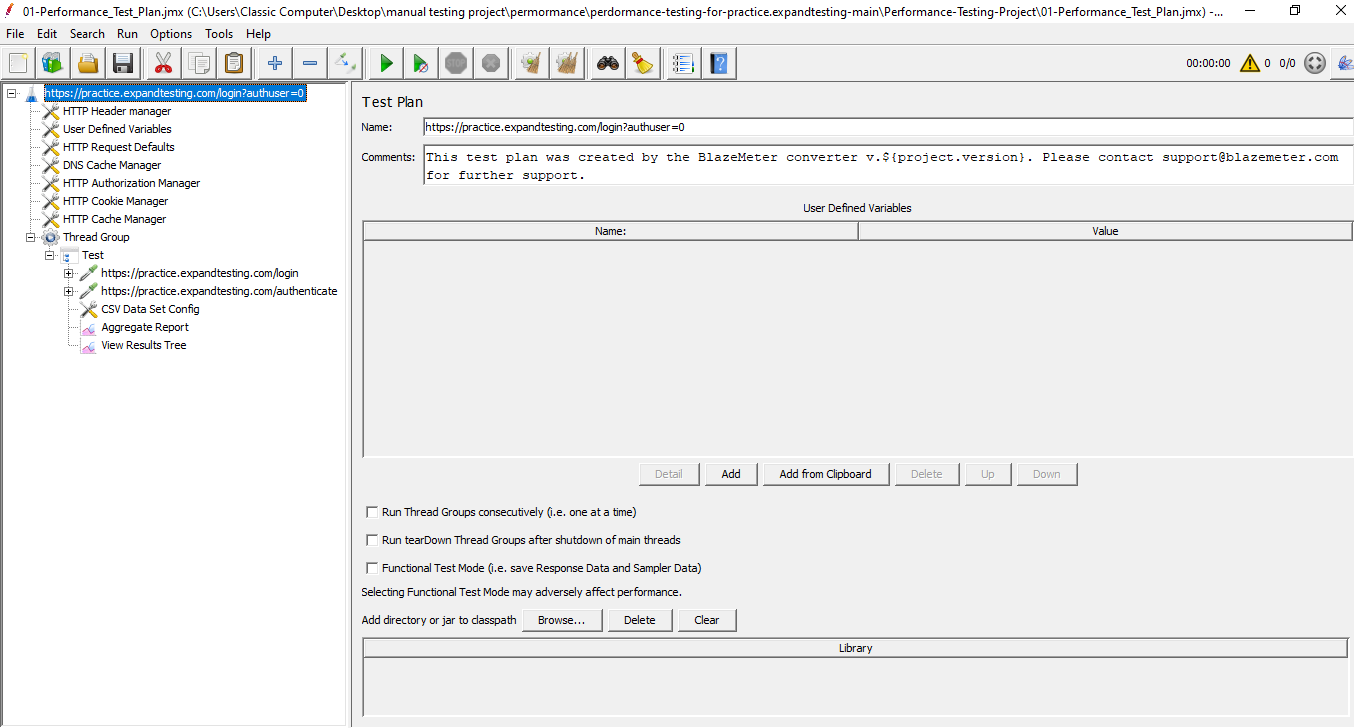 01-Performance_Test_Plan.jmx (C:\Users\Classic Computer\Desktop\manual testing project\permormance\perdormance-testing-for-practice.expandtesting-main\Performance-Testing-Project\01-Performance_Test_Plan.jmx) -...
File Edit Search Run Options Tools Help
STOP
00:00:00 0 0/0
https://practice.expandtesting.com/login?authuser=0
HTTP Header manager
User Defined Variables
HTTP Request Defaults
DNS Cache Manager
HTTP Authorization Manager
HTTP Cookie Manager
HTTP Cache Manager
Thread Group
Test
https://practice.expandtesting.com/login
https://practice.expandtesting.com/authenticate
CSV Data Set Config
Aggregate Report
View Results Tree
Test Plan
Name: https://practice.expandtesting.com/login?authuser=0
Comments: This test plan was created by the BlazeMeter converter v.${project.version}. Please contact support@blazemeter.com
for further support.
User Defined Variables
Name: Value
Detail Add Add from Clipboard Delete Up Down
Run Thread Groups consecutively (i.e. one at a time)
Run tearDown Thread Groups after shutdown of main threads
Functional Test Mode (i.e. save Response Data and Sampler Data)
Selecting Functional Test Mode may adversely affect performance.
Add directory or jar to classpath Browse... Delete Clear
Library